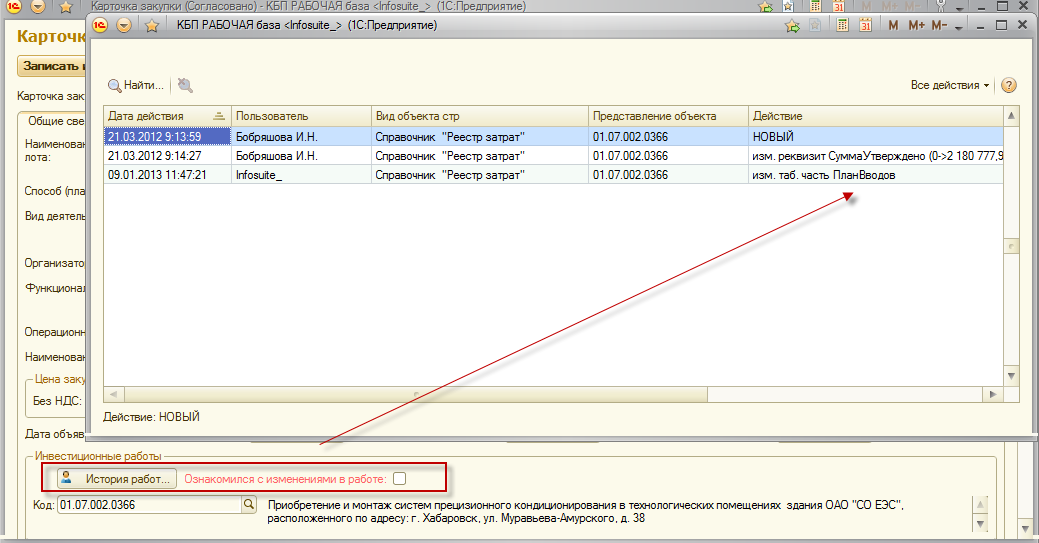 Карточка закупки (Согласовано) - КБП РАБОЧАЯ база <Infosuite_> (1С:Предприятие)
M M+ M-
КБП РАБОЧАЯ база <Infosuite_> (1С:Предприятие)
31 M M+ M-
Карточк
Записать
Найти...
Все действия
?
Карточка зак
Общие све
Дата действия Пользователь Вид объекта стр Представление объекта Действие
21.03.2012 9:13:59 Бобряшова И.Н. Справочник "Реестр затрат" 01.07.002.0366 НОВЫЙ
21.03.2012 9:14:27 Бобряшова И.Н. Справочник "Реестр затрат" 01.07.002.0366 изм. реквизит СуммаУтверждено (0->2 180 777,9
09.01.2013 11:47:21 Infosuite_ Справочник "Реестр затрат" 01.07.002.0366 изм. таб. часть ПланВводов
Наименован
лота:
Способ (пла
Вид деятель
Организато
Функционал
Операционн
Наименован
Цена заку
Без НДС:
Действие: НОВЫЙ
Дата объяв
Инвестиционные работы
История работ... Ознакомился с изменениями в работе:
Код: 01.07.002.0366 Приобретение и монтаж систем прецизионного кондиционирования в технологических помещениях здания ОАО "СО ЕЭС",
расположенного по адресу: г. Хабаровск, ул. Муравьева-Амурского, д. 38